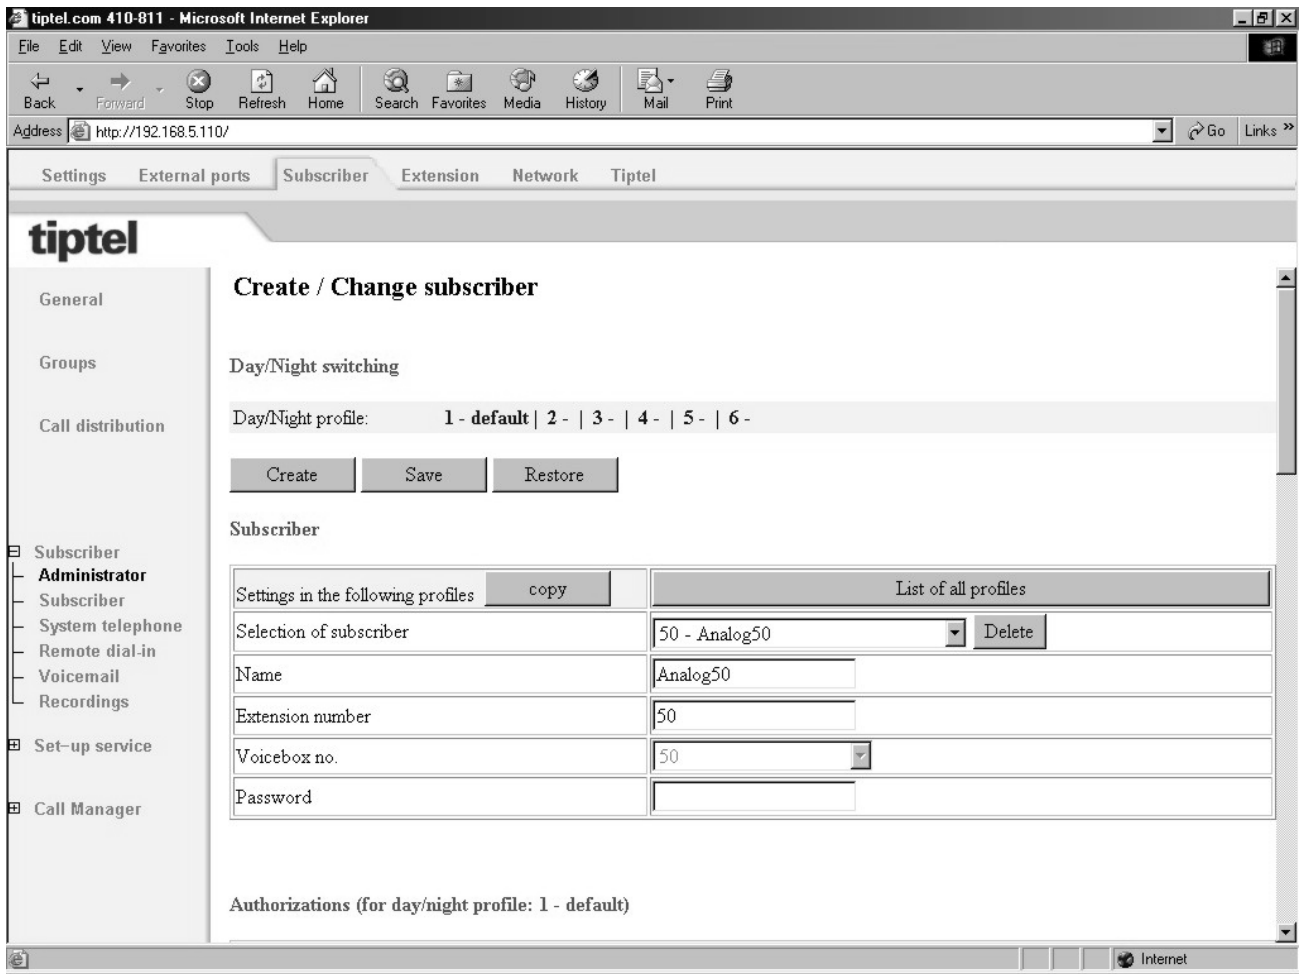 tiptel.com 410-811 - Microsoft Internet Explorer
File Edit View Favorites Tools Help
Back Forward Stop Refresh Home Search Favorites Media History Mail Print
Address http://192.168.5.110/ Go Links »
Settings External ports Subscriber Extension Network Tiptel
tiptel
General
Groups
Call distribution
Subscriber
Administrator
Subscriber
System telephone
Remote dial-in
Voicemail
Recordings
Set-up service
Call Manager
Create / Change subscriber
Day/Night switching
Day/Night profile: 1 - default | 2 - | 3 - | 4 - | 5 - | 6 -
Create Save Restore
Subscriber
Settings in the following profiles copy List of all profiles
Selection of subscriber 50 - Analog50 Delete
Name Analog50
Extension number 50
Voicebox no. 50
Password
Authorizations (for day/night profile: 1 - default)
Internet